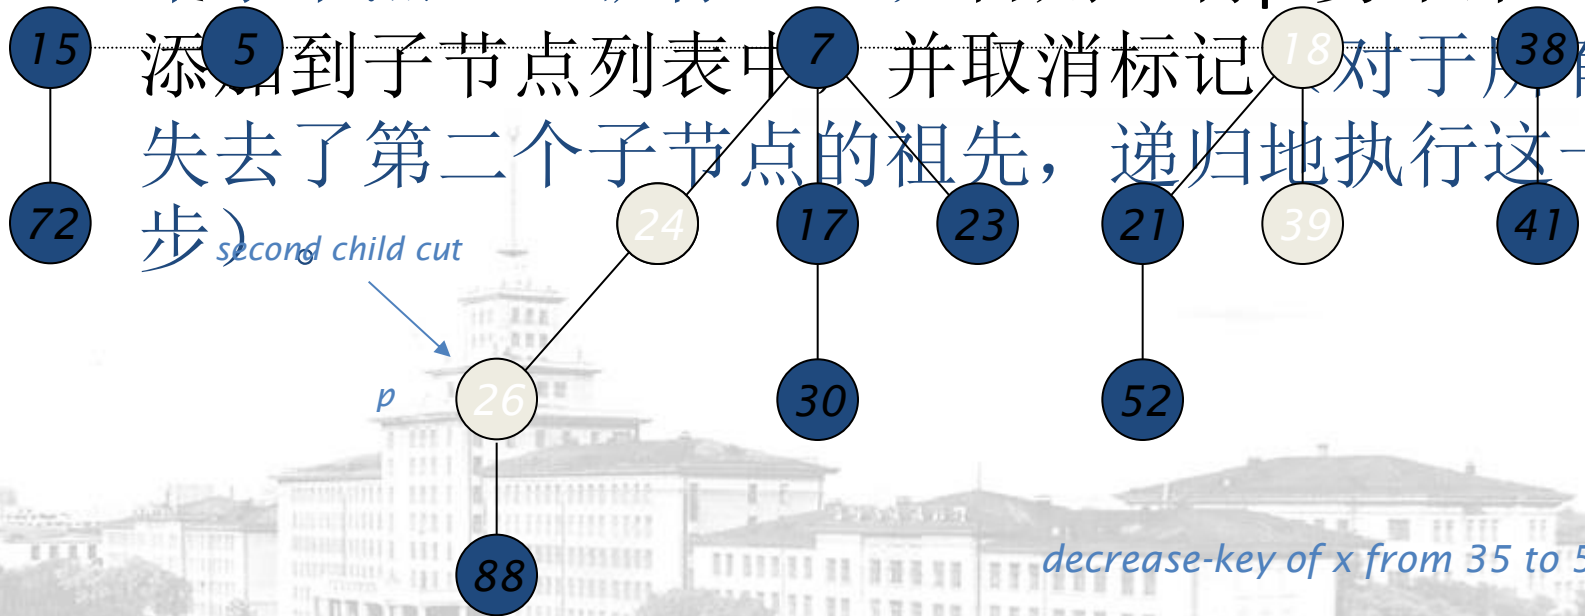 15 5 7 18 38
添加到子节点列表中，并取消标记（对于所有
失去了第二个子节点的祖先，递归地执行这一
72 24 17 23 21 39 41
步）。
second child cut
p 26 30 52
88
decrease-key of x from 35 to 5